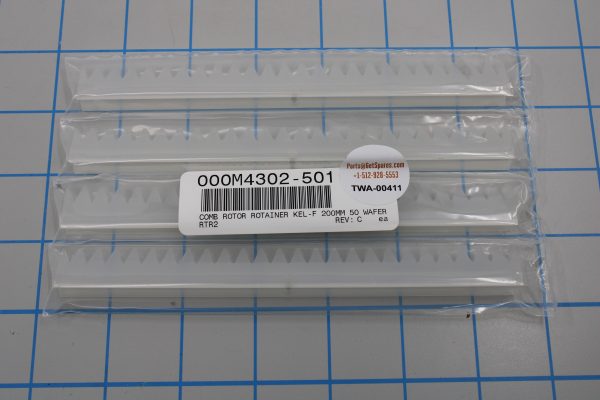 000M4302-501
COMB ROTOR ROTAINER KEL-F 200MM 50 WAFER
RTR2 REV: C ea
Parts@GetSpares.com
+1-512-928-5553
TWA-00411